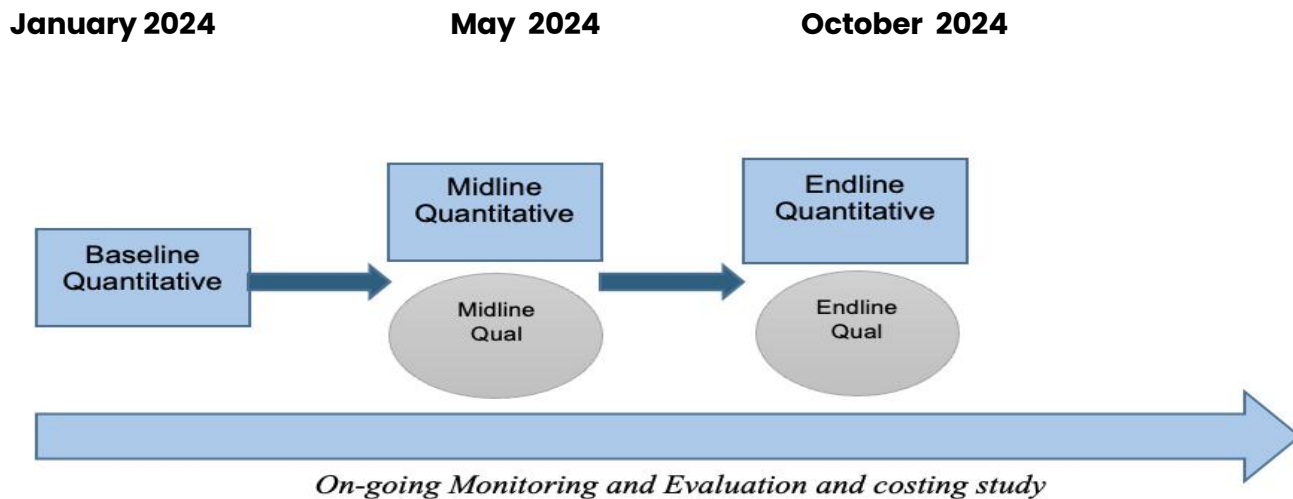 January 2024
May 2024
October 2024
Baseline
Quantitative
Midline
Quantitative
Midline
Qual
Endline
Quantitative
Endline
Qual
On-going Monitoring and Evaluation and costing study